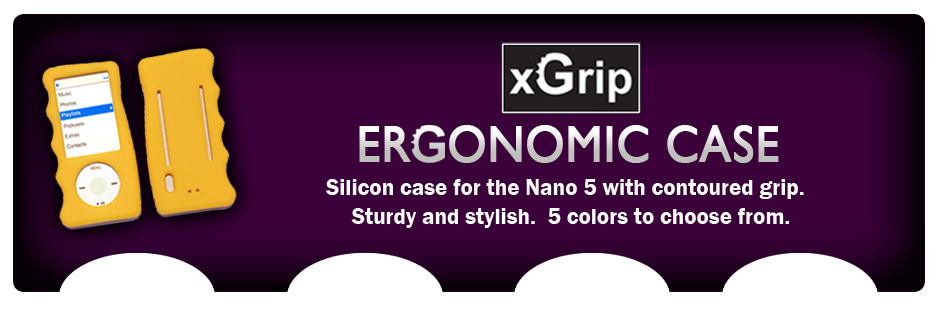 Music
Photos
Playlists
Podcasts
Extras
Contacts
MENU
xGrip
ERGONOMIC CASE
Silicon case for the Nano 5 with contoured grip.
Sturdy and stylish.  5 colors to choose from.